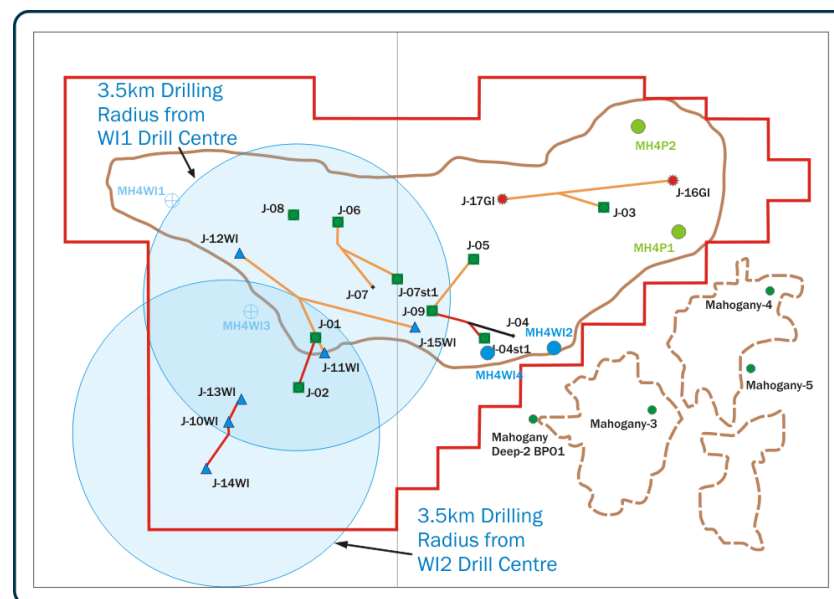 3.5km Drilling
Radius from
WI1 Drill Centre
MH4P2
MH4WI1
J-17GI
J-16GI
J-08
J-06
J-03
J-12WI
J-05
MH4P1
J-07
J-07st1
Mahogany-4
J-09
MH4WI3
J-01
J-04
J-15WI
MH4WI2
J-04st1
J-11WI
MH4WI4
J-02
Mahogany-5
J-13WI
Mahogany-3
J-10WI
Mahogany
Deep-2 BPO1
J-14WI
3.5km Drilling
Radius from
WI2 Drill Centre